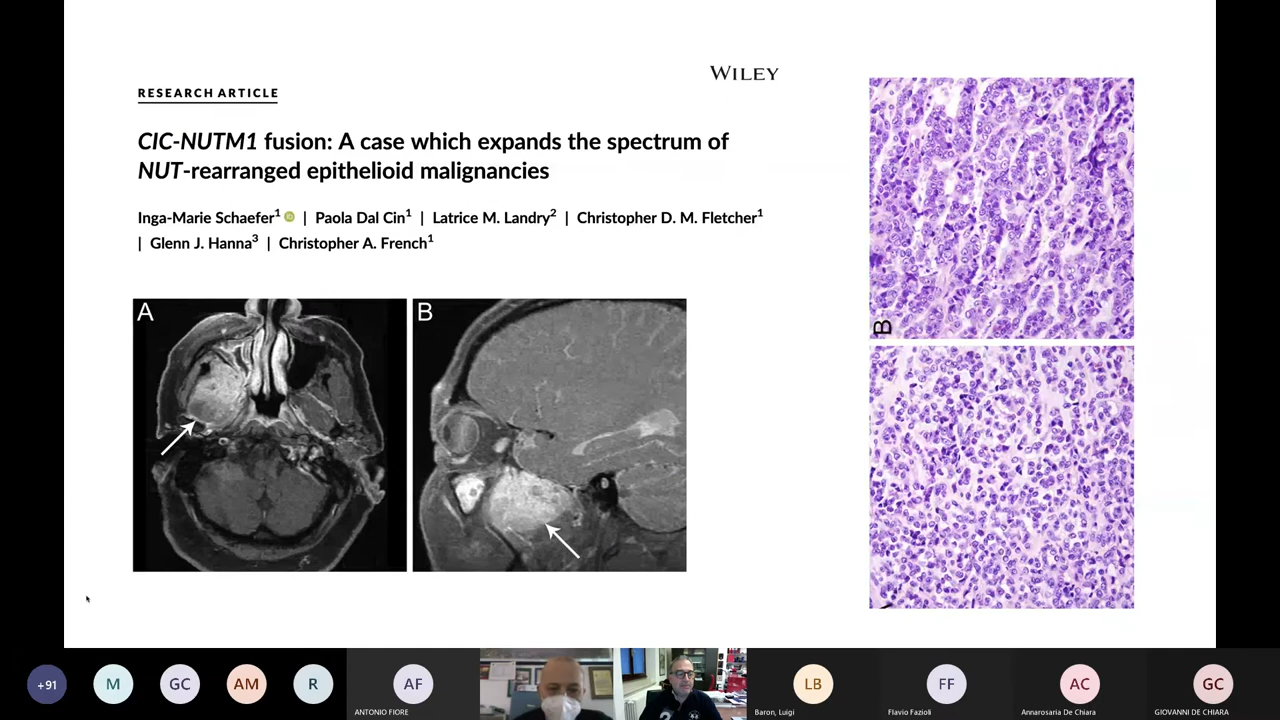 WILEY
RESEARCH ARTICLE
CIC-NUTM1 fusion: A case which expands the spectrum of
NUT-rearranged epithelioid malignancies
Inga-Marie Schaefer1 | Paola Dal Cin1 | Latrice M. Landry2 | Christopher D. M. Fletcher1
| Glenn J. Hanna3 | Christopher A. French1
A
B
B
+91
M
GC
AM
R
AF
LB
FF
AC
GC
ANTONIO FIORE
Baron, Luigi
Flavio Fazioli
Annarosaria De Chiara
GIOVANNI DE CHIARA